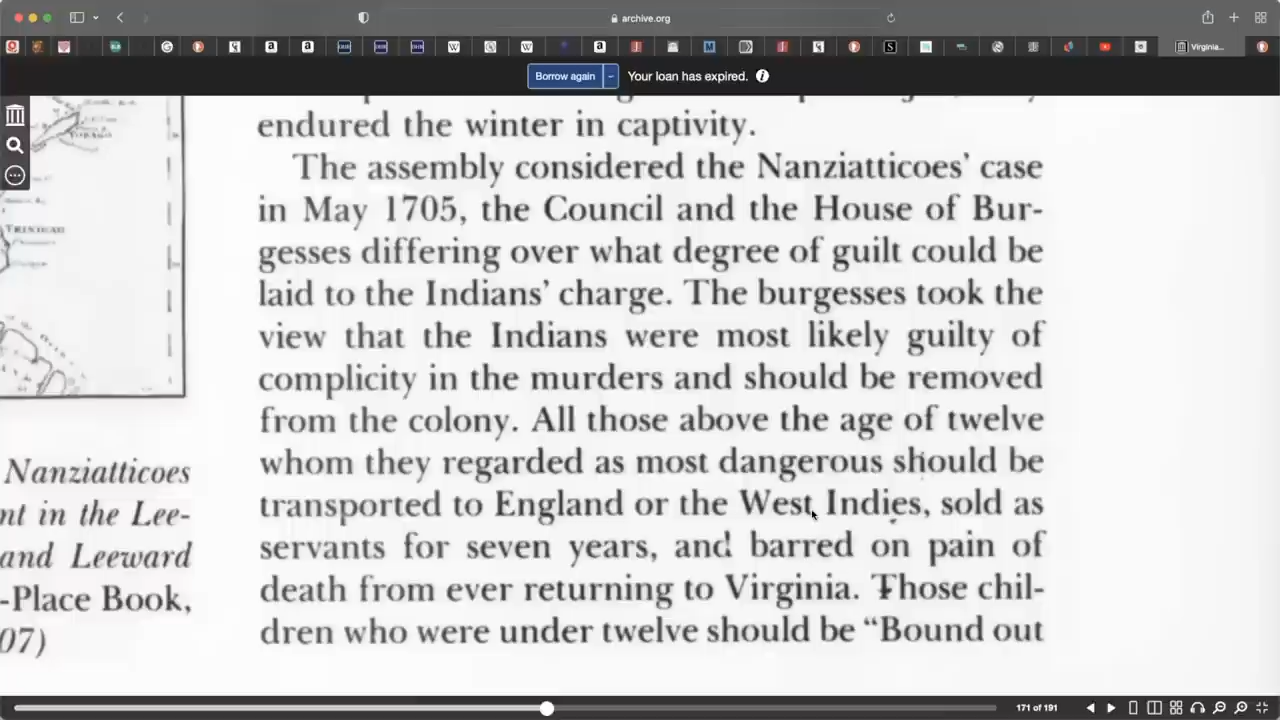 archive.org
Virginia...
Borrow again
Your loan has expired.
endured the winter in captivity.
The assembly considered the Nanziatticoes' case
in May 1705, the Council and the House of Bur-
gesses differing over what degree of guilt could be
laid to the Indians' charge. The burgesses took the
view that the Indians were most likely guilty of
complicity in the murders and should be removed
from the colony. All those above the age of twelve
whom they regarded as most dangerous should be
transported to England or the West Indies, sold as
servants for seven years, and barred on pain of
death from ever returning to Virginia. Those chil-
dren who were under twelve should be "Bound out
TRINIDAD
Nanziatticoes
nt in the Lee-
and Leeward
-Place Book,
07)
171 of 191